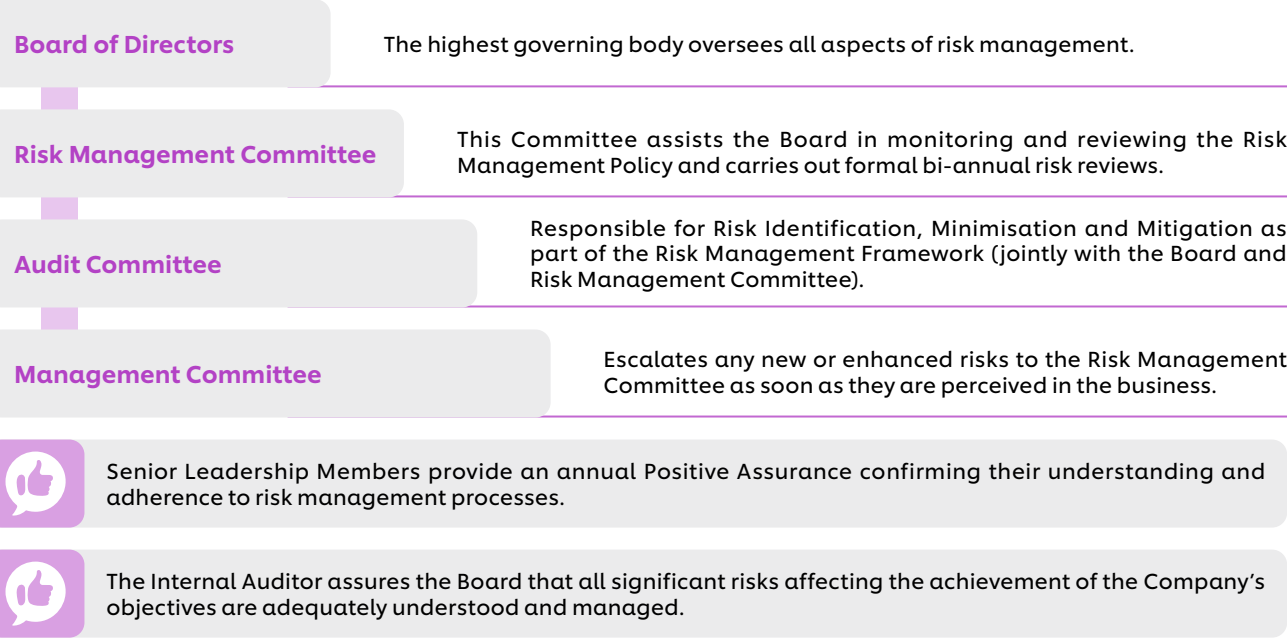 Board of Directors
The highest governing body oversees all aspects of risk management.
Risk Management Committee
This Committee assists the Board in monitoring and reviewing the Risk
Management Policy and carries out formal bi-annual risk reviews.
Audit Committee
Responsible for Risk Identification, Minimisation and Mitigation as
part of the Risk Management Framework (jointly with the Board and
Risk Management Committee).
Management Committee
Escalates any new or enhanced risks to the Risk Management
Committee as soon as they are perceived in the business.
Senior Leadership Members provide an annual Positive Assurance confirming their understanding and
adherence to risk management processes.
The Internal Auditor assures the Board that all significant risks affecting the achievement of the Company’s
objectives are adequately understood and managed.